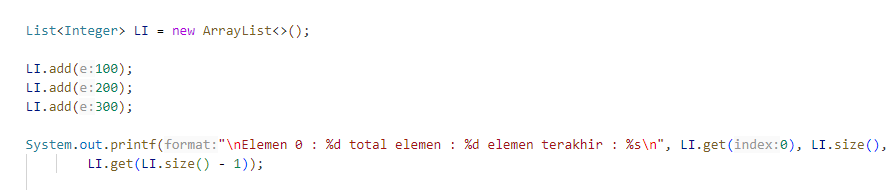 List<Integer> LI = new ArrayList<>();
LI.add(e:100);
LI.add(e:200);
LI.add(e:300);
System.out.printf(format:"\nElemen 0 : %d total elemen : %d elemen terakhir : %s\n", LI.get(index:0), LI.size(),
LI.get(LI.size() - 1));